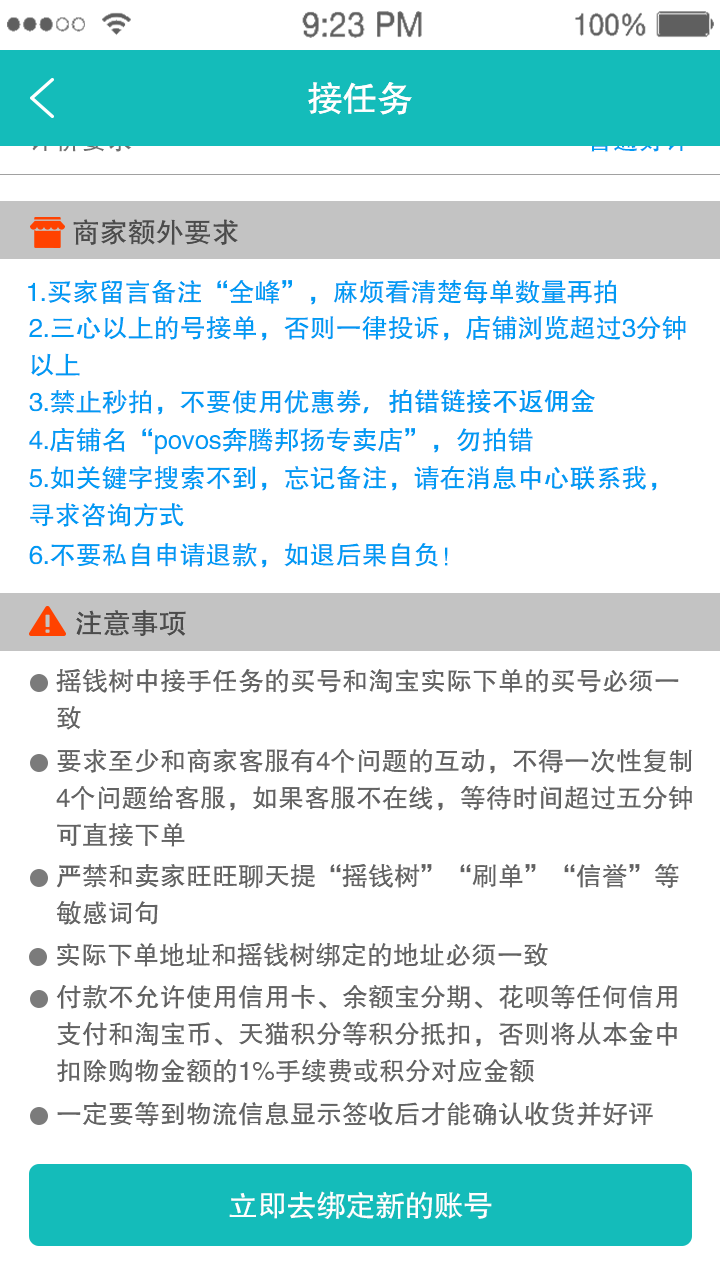 9:23 PM
100%
接任务
评价要求
普通好评
商家额外要求
1.买家留言备注“全峰”，麻烦看清楚每单数量再拍
2.三心以上的号接单，否则一律投诉，店铺浏览超过3分钟
以上
3.禁止秒拍，不要使用优惠券，拍错链接不返佣金
4.店铺名“povos奔腾邦扬专卖店”，勿拍错
5.如关键字搜索不到，忘记备注，请在消息中心联系我，
寻求咨询方式
6.不要私自申请退款，如退后果自负！
注意事项
摇钱树中接手任务的买号和淘宝实际下单的买号必须一
致
要求至少和商家客服有4个问题的互动，不得一次性复制
4个问题给客服，如果客服不在线，等待时间超过五分钟
可直接下单
严禁和卖家旺旺聊天提“摇钱树”“刷单”“信誉”等
敏感词句
实际下单地址和摇钱树绑定的地址必须一致
付款不允许使用信用卡、余额宝分期、花呗等任何信用
支付和淘宝币、天猫积分等积分抵扣，否则将从本金中
扣除购物金额的1%手续费或积分对应金额
一定要等到物流信息显示签收后才能确认收货并好评
立即去绑定新的账号